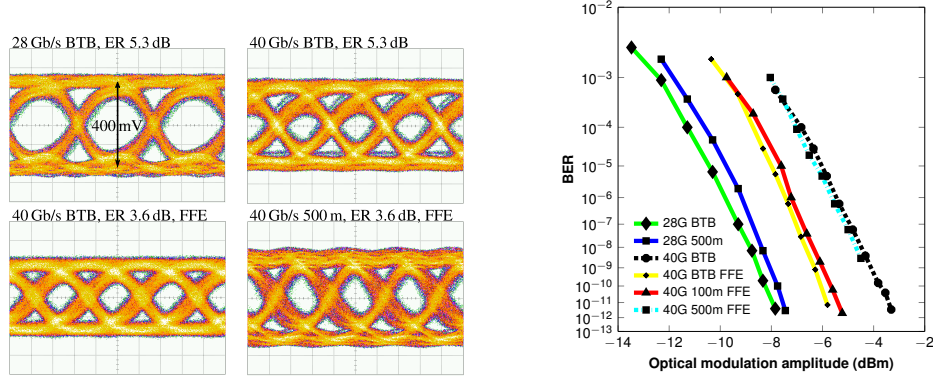 28 Gb/s BTB, ER 5.3 dB
40 Gb/s BTB, ER 5.3 dB
400 mV
40 Gb/s BTB, ER 3.6 dB, FFE
40 Gb/s 500 m, ER 3.6 dB, FFE
10⁻²
10⁻³
10⁻⁴
10⁻⁵
10⁻⁶
10⁻⁷
10⁻⁸
10⁻⁹
10⁻¹⁰
10⁻¹¹
10⁻¹²
10⁻¹³
BER
28G BTB
28G 500m
40G BTB
40G BTB FFE
40G 100m FFE
40G 500m FFE
−14 −12 −10 −8 −6 −4 −2
Optical modulation amplitude (dBm)